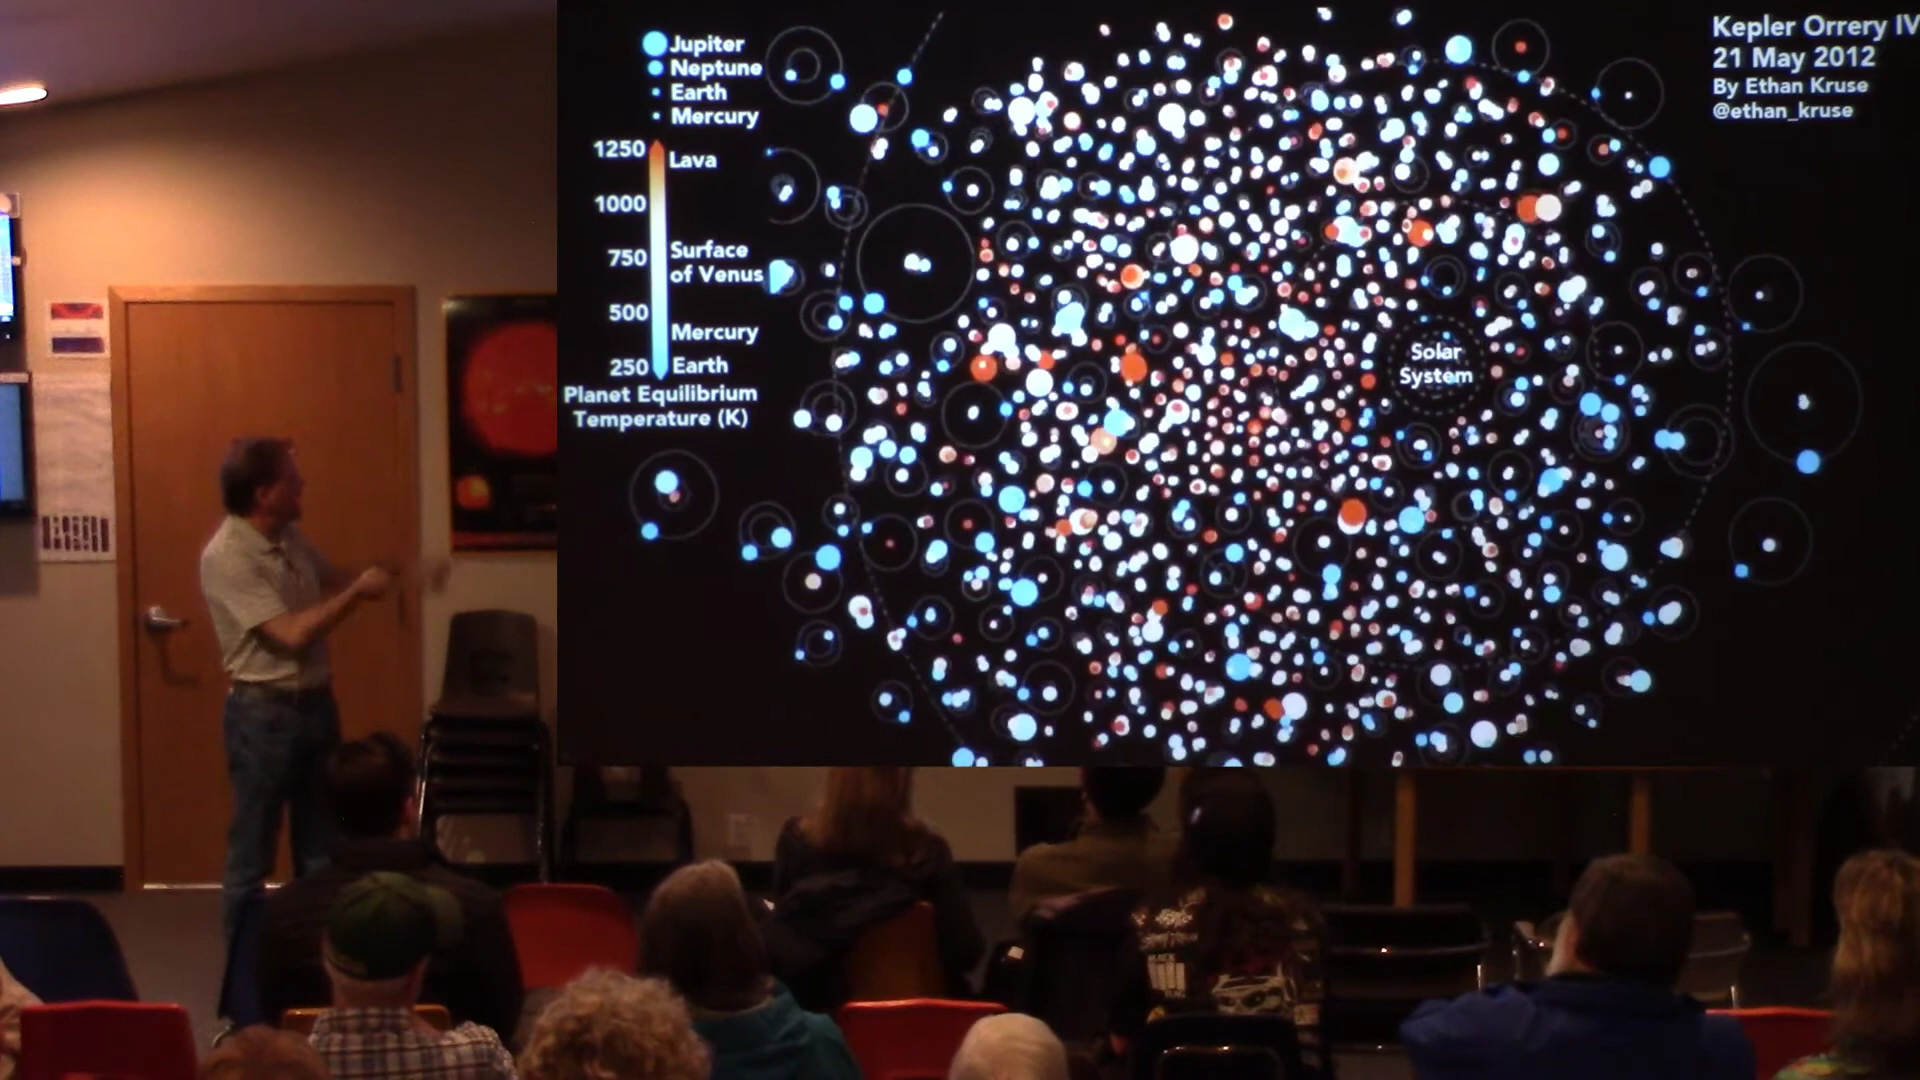 Jupiter
Neptune
Earth
Mercury
1250
Lava
1000
750
Surface
of Venus
500
Mercury
250
Earth
Planet Equilibrium
Temperature (K)
Kepler Orrery IV
21 May 2012
By Ethan Kruse
@ethan_kruse
Solar
System